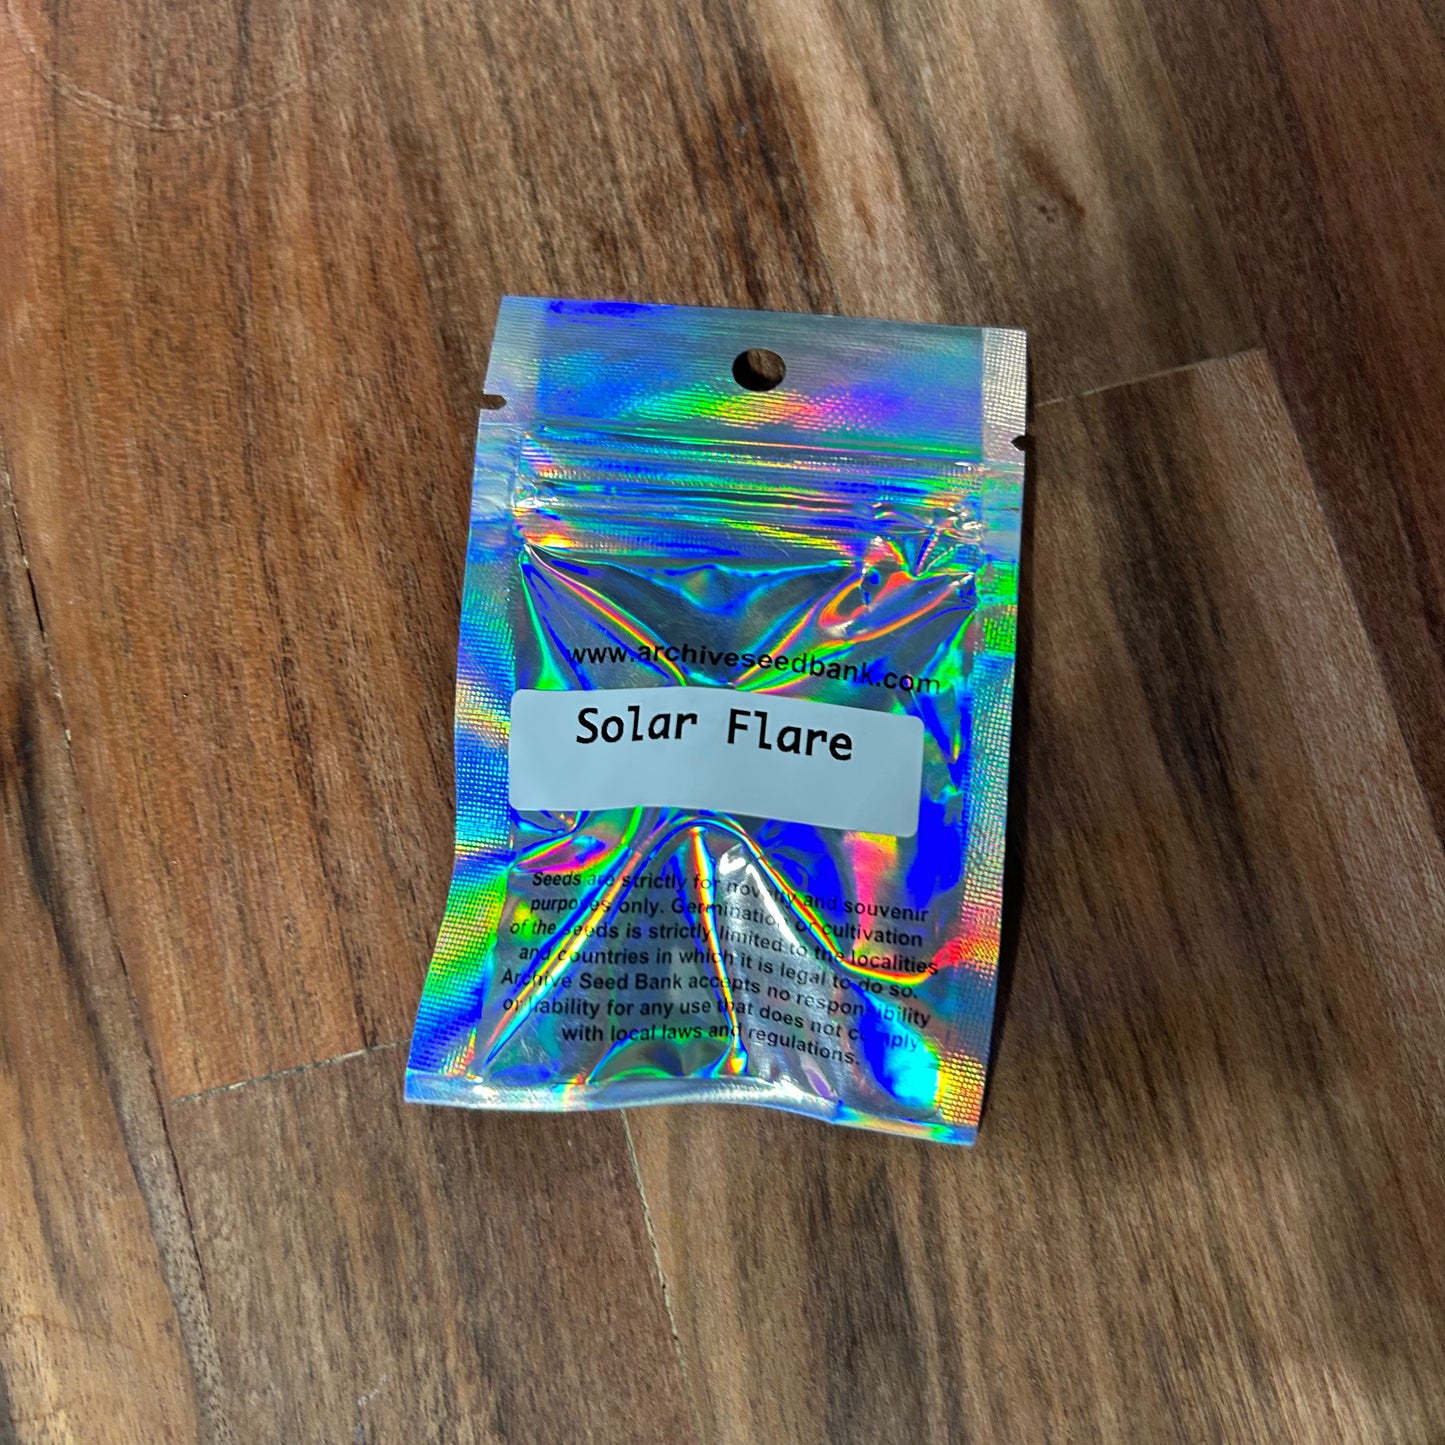 www.archiveseedbank.com
Solar Flare
Seeds are strictly for novelty and souvenir
purposes only. Germination or cultivation
of the seeds is strictly limited to the localities
and countries in which it is legal to do so.
Archive Seed Bank accepts no responsibility
or liability for any use that does not comply
with local laws and regulations.